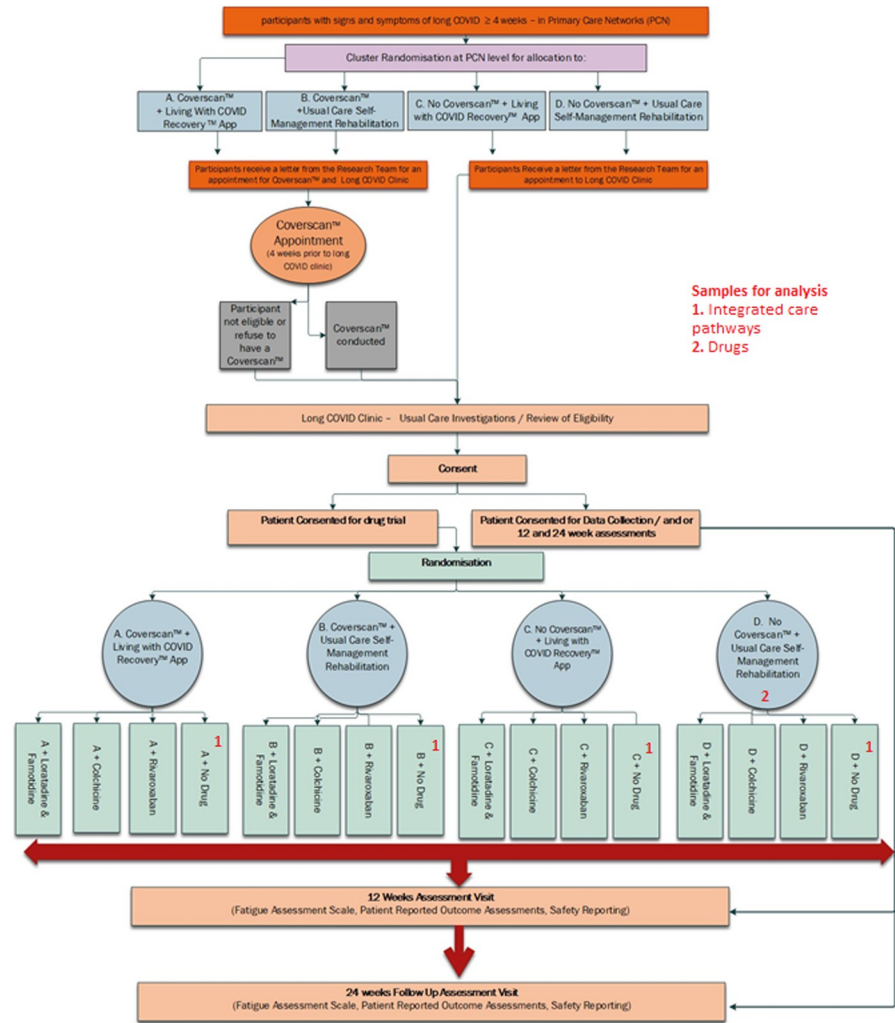 participants with signs and symptoms of long COVID ≥ 4 weeks – in Primary Care Networks (PCN)
Cluster Randomisation at PCN level for allocation to:
A. Coverscan™
+ Living With COVID
Recovery ™ App
B. Coverscan™
+Usual Care Self-
Management Rehabilitation
C. No Coverscan™ + Living
with COVID Recovery™ App
D. No Coverscan™ + Usual Care
Self-Management Rehabilitation
Participants receive a letter from the Research Team for an
appointment for Coverscan™ and Long COVID Clinic
Participants Receive a letter from the Research Team for an
appointment to Long COVID Clinic
Coverscan™
Appointment
(4 weeks prior to long
COVID clinic)
Samples for analysis
1. Integrated care
pathways
2. Drugs
Participant
not eligible or
refuse to
have a
Coverscan™
Coverscan™
conducted
Long COVID Clinic – Usual Care Investigations / Review of Eligibility
Consent
Patient Consented for drug trial
Patient Consented for Data Collection / and or
12 and 24 week assessments
Randomisation
A. Coverscan™ +
Living with COVID
Recovery™ App
B. Coverscan™ +
Usual Care Self-
Management
Rehabilitation
C. No Coverscan™
+ Living with
COVID Recovery™
App
D. No
Coverscan™ +
Usual Care Self-
Management
Rehabilitation
2
A + Loratadine &
Famotidine
A + Colchicine
A + Rivaroxaban
A + No Drug
1
B + Loratadine &
Famotidine
B + Colchicine
B + Rivaroxaban
B + No Drug
1
C + Loratadine &
Famotidine
C + Colchicine
C + Rivaroxaban
C + No Drug
1
D + Loratadine &
Famotidine
D + Colchicine
D + Rivaroxaban
D + No Drug
1
12 Weeks Assessment Visit
(Fatigue Assessment Scale, Patient Reported Outcome Assessments, Safety Reporting)
24 weeks Follow Up Assessment Visit
(Fatigue Assessment Scale, Patient Reported Outcome Assessments, Safety Reporting)